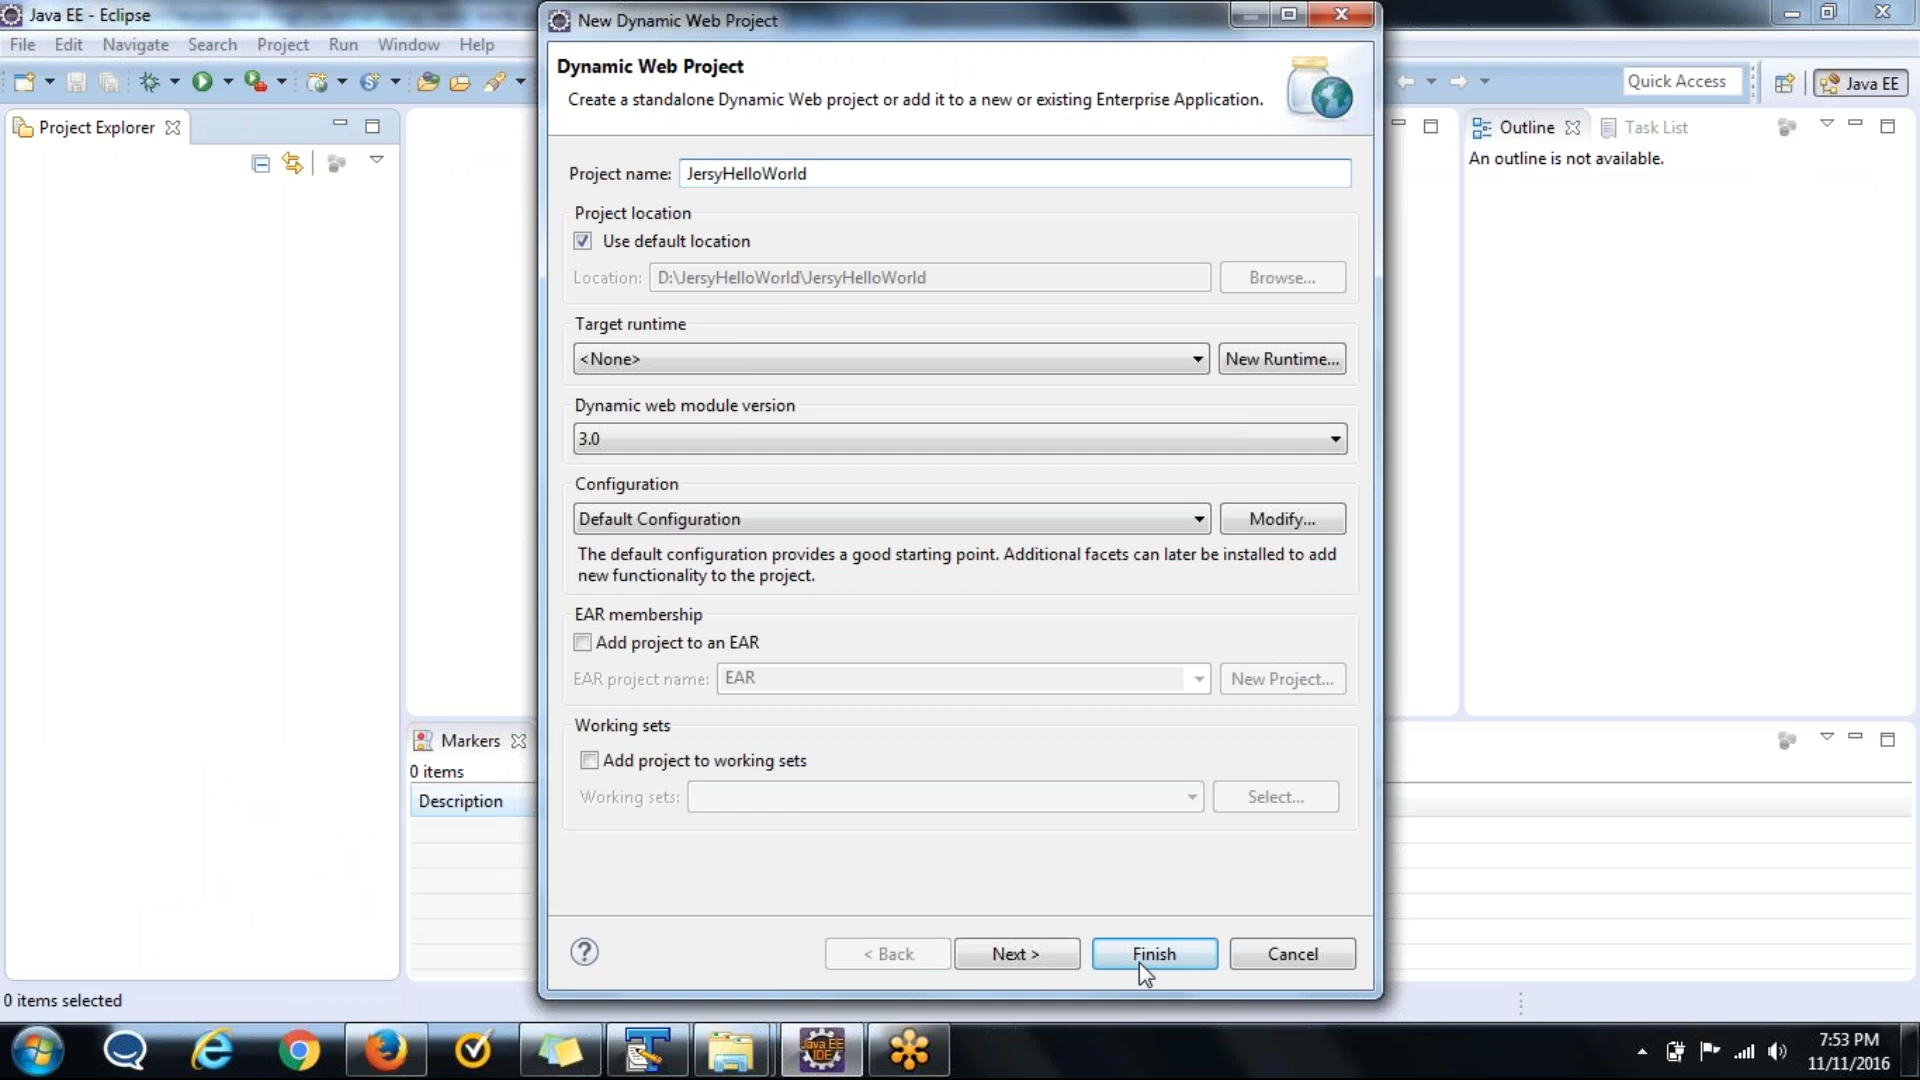 Java EE - Eclipse
New Dynamic Web Project
File Edit Navigate Search Project Run Window Help
Quick Access
Java EE
Project Explorer
Outline
Task List
An outline is not available.
Dynamic Web Project
Create a standalone Dynamic Web project or add it to a new or existing Enterprise Application.
Project name: JersyHelloWorld
Project location
Use default location
Location: D:\JersyHelloWorld\JersyHelloWorld Browse...
Target runtime
<None> New Runtime...
Dynamic web module version
3.0
Configuration
Default Configuration Modify...
The default configuration provides a good starting point. Additional facets can later be installed to add
new functionality to the project.
EAR membership
Add project to an EAR
EAR project name: EAR New Project...
Working sets
Add project to working sets
Working sets: Select...
Markers
0 items
Description
? < Back Next > Finish Cancel
0 items selected
Java EE
IDE
7:53 PM
11/11/2016